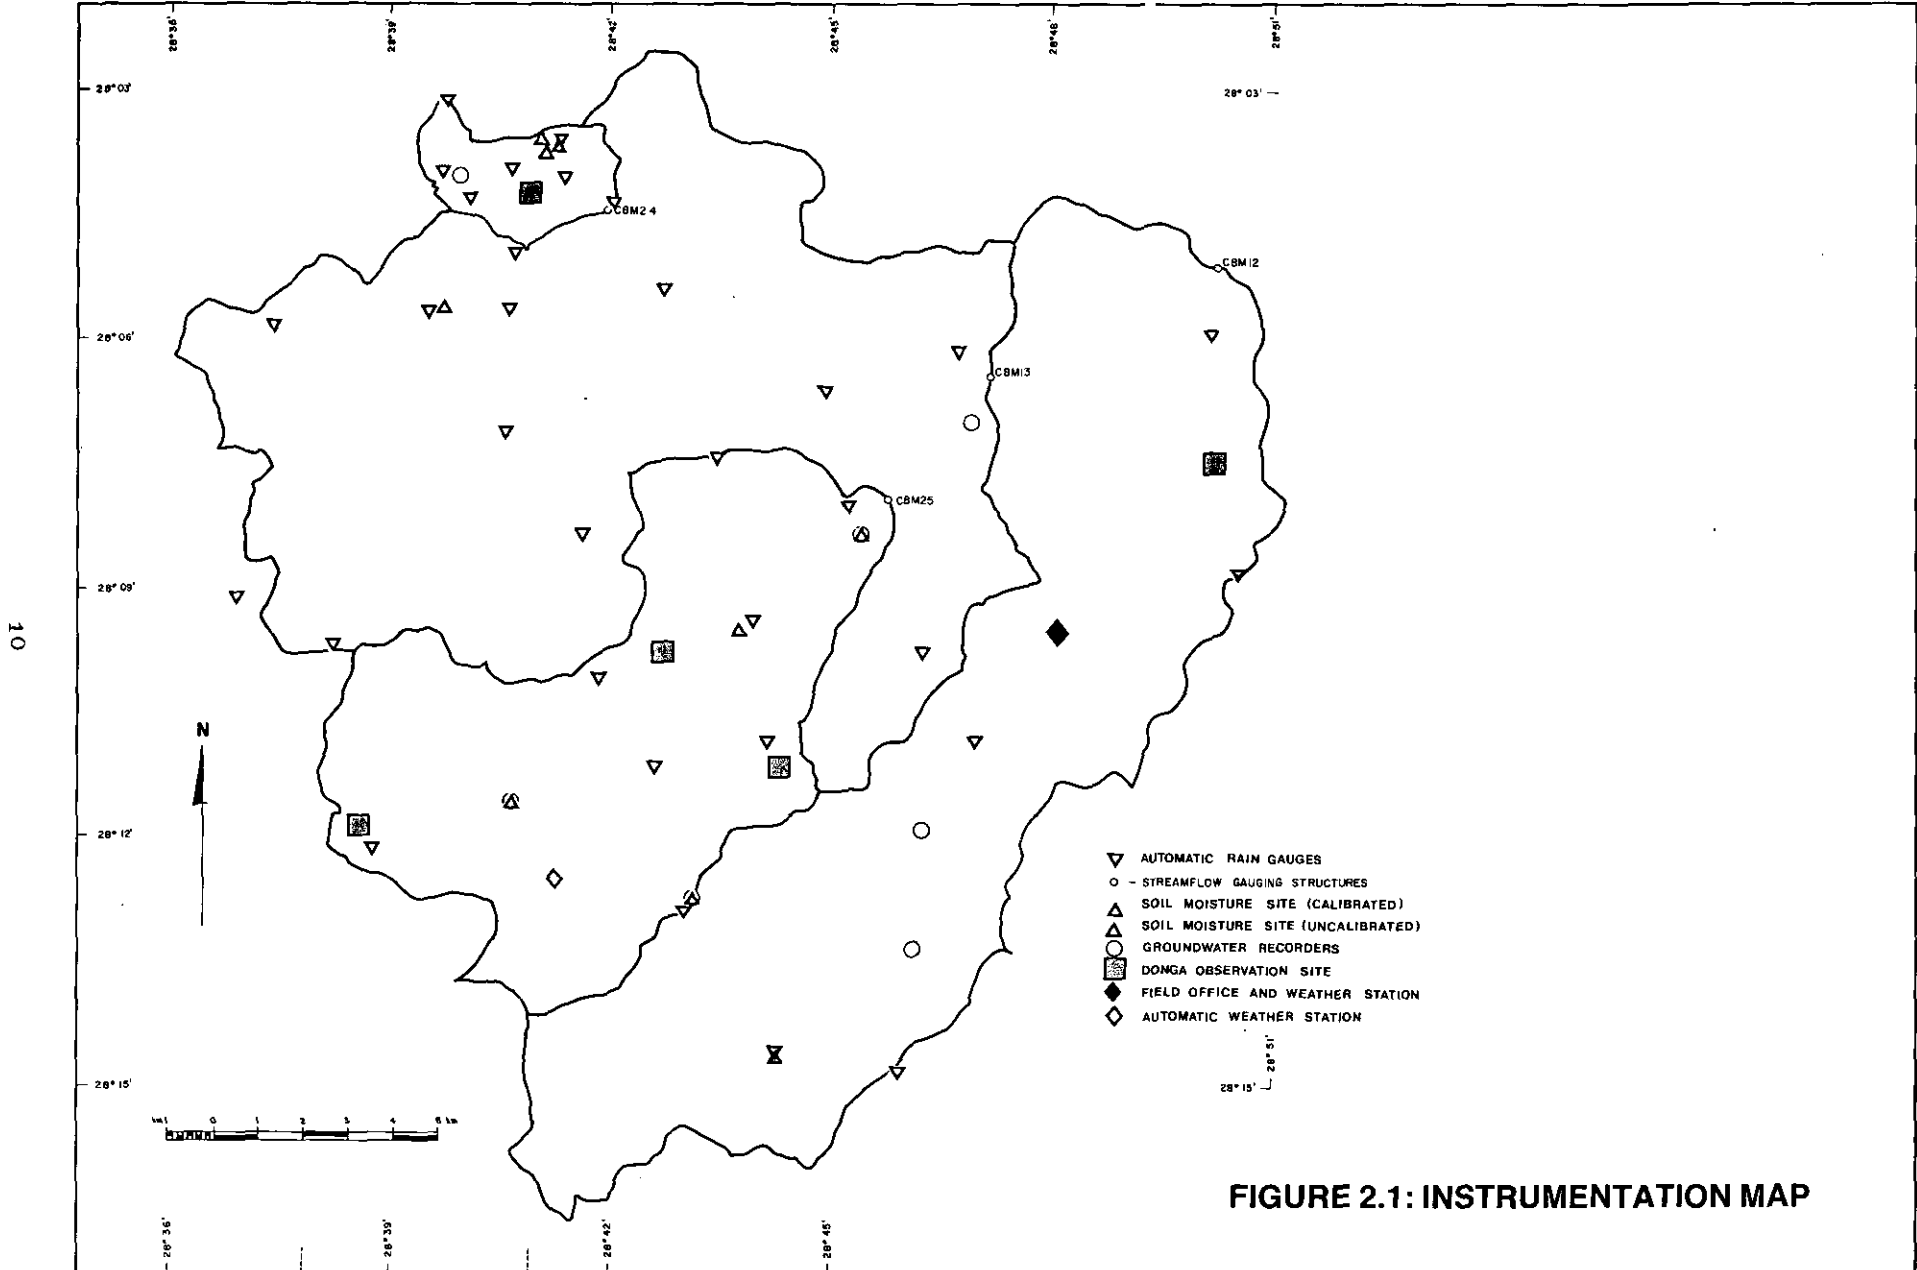 28°36'
28°39'
28°42'
28°45'
28°48'
28°51'
28°03'
28°03'
CBM24
CBM12
28°06'
CBM13
CBM25
28°09'
10
N
28°12'
AUTOMATIC RAIN GAUGES
STREAMFLOW GAUGING STRUCTURES
SOIL MOISTURE SITE (CALIBRATED)
SOIL MOISTURE SITE (UNCALIBRATED)
GROUNDWATER RECORDERS
DONGA OBSERVATION SITE
FIELD OFFICE AND WEATHER STATION
AUTOMATIC WEATHER STATION
28°51'
28°15'
28°15'
km 1 0 1 2 3 4 5 km
FIGURE 2.1: INSTRUMENTATION MAP
28°36'
28°39'
28°42'
28°45'